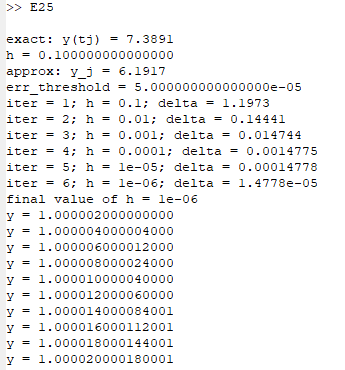 >> E25
exact: y(tj) = 7.3891
h = 0.100000000000000
approx: y_j = 6.1917
err_threshold = 5.000000000000000e-05
iter = 1; h = 0.1; delta = 1.1973
iter = 2; h = 0.01; delta = 0.14441
iter = 3; h = 0.001; delta = 0.014744
iter = 4; h = 0.0001; delta = 0.0014775
iter = 5; h = 1e-05; delta = 0.00014778
iter = 6; h = 1e-06; delta = 1.4778e-05
final value of h = 1e-06
y = 1.000002000000000
y = 1.000004000004000
y = 1.000006000012000
y = 1.000008000024000
y = 1.000010000040000
y = 1.000012000060000
y = 1.000014000084001
y = 1.000016000112001
y = 1.000018000144001
y = 1.000020000180001